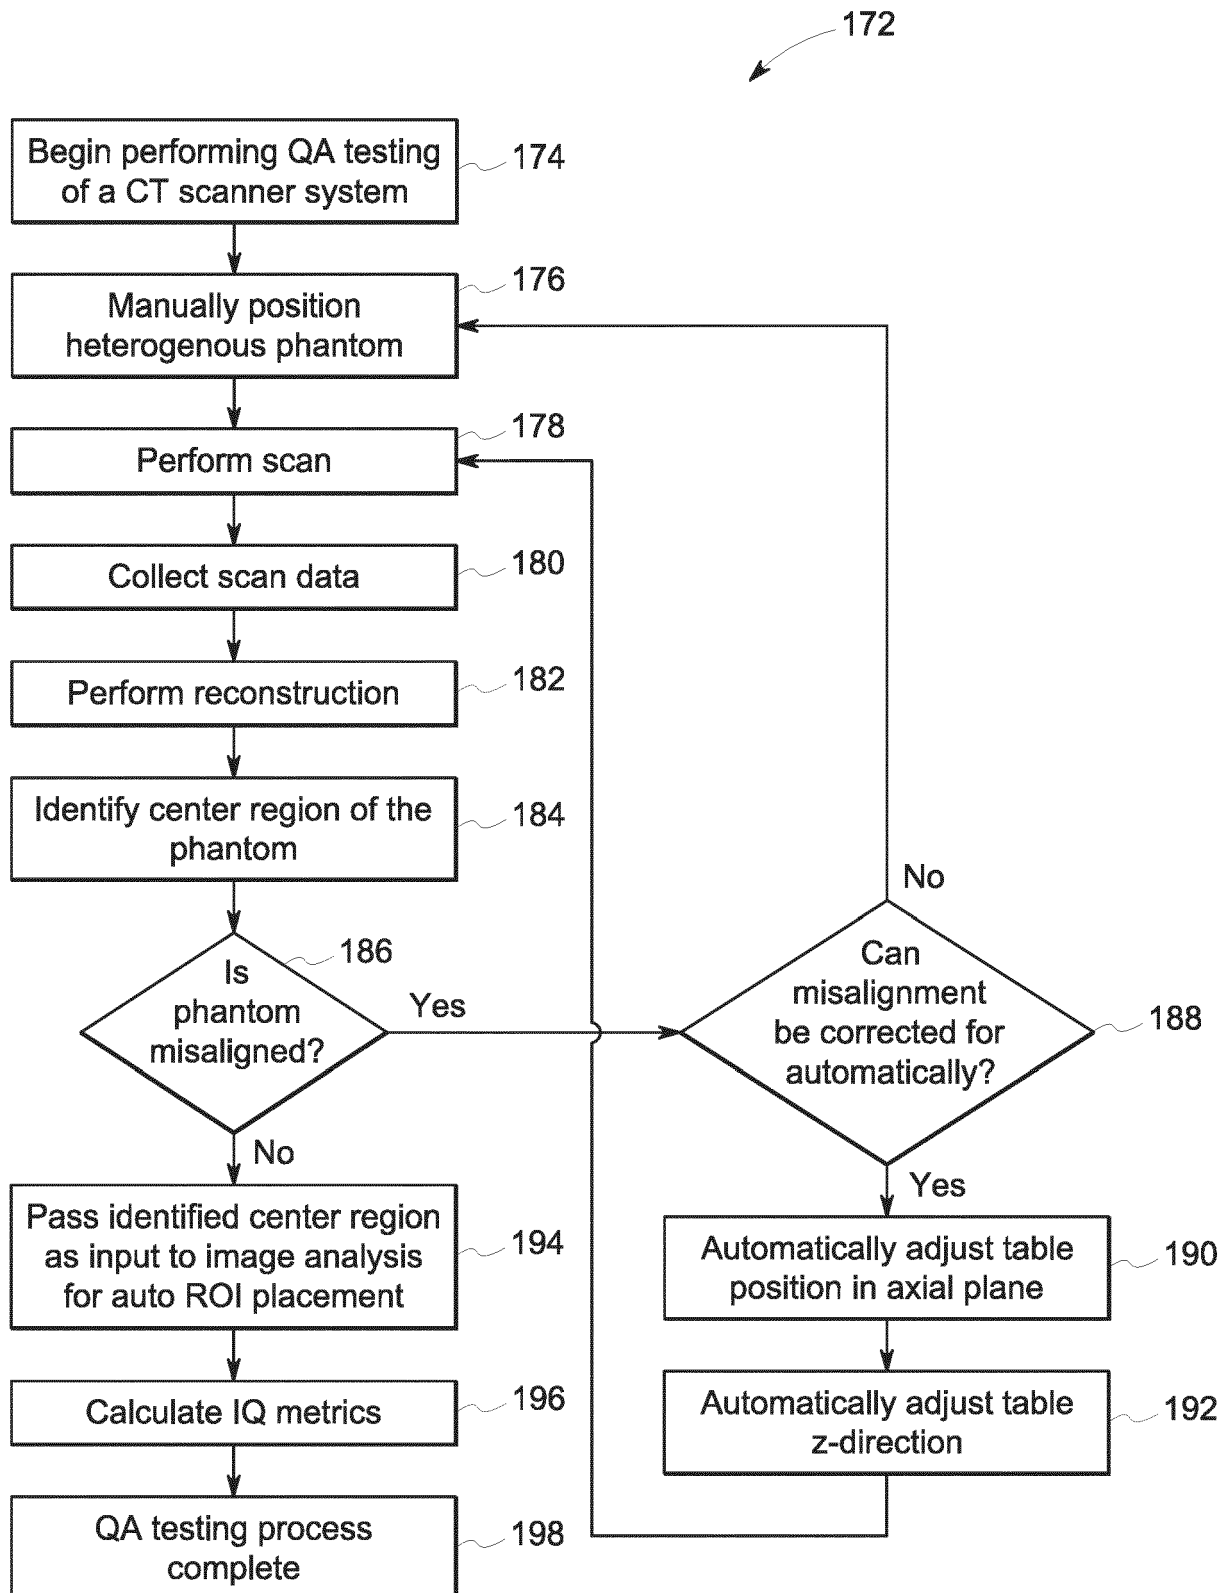 172
Begin performing QA testing
of a CT scanner system
174
Manually position
heterogenous phantom
176
Perform scan
178
Collect scan data
180
Perform reconstruction
182
Identify center region of the
phantom
184
Is
phantom
misaligned?
186
Yes
No
Can
misalignment
be corrected for
automatically?
188
No
Yes
Automatically adjust table
position in axial plane
190
Automatically adjust table
z-direction
192
Pass identified center region
as input to image analysis
for auto ROI placement
194
Calculate IQ metrics
196
QA testing process
complete
198